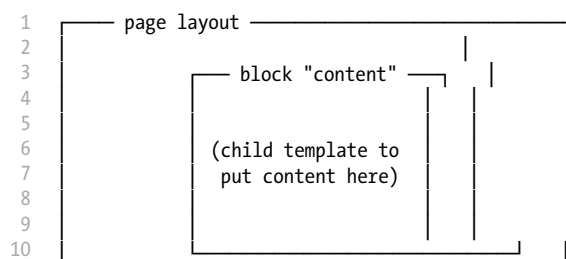 1 page layout
2
3 block "content"
4
5
6 (child template to
7 put content here)
8
9
10